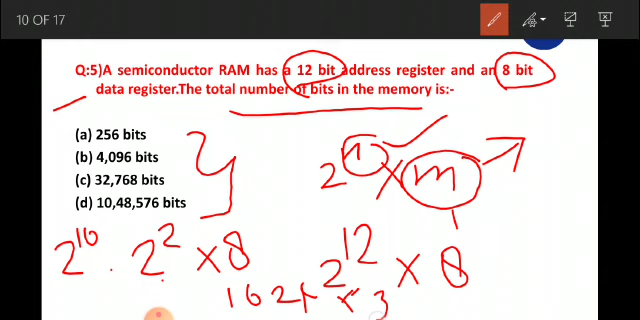 10 OF 17
Q:5)A semiconductor RAM has a 12 bit address register and an 8 bit
data register.The total number of bits in the memory is:-
(a) 256 bits
(b) 4,096 bits
(c) 32,768 bits
(d) 10,48,576 bits
2^n × m
2^10 . 2^2 × 8
2^12 × 8